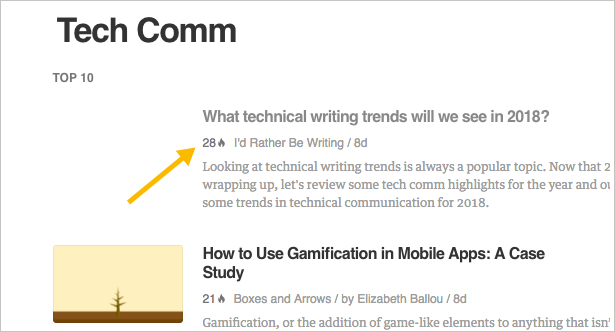 Tech Comm
TOP 10
What technical writing trends will we see in 2018?
28 I'd Rather Be Writing / 8d
Looking at technical writing trends is always a popular topic. Now that 2
wrapping up, let's review some tech comm highlights for the year and ou
some trends in technical communication for 2018.
How to Use Gamification in Mobile Apps: A Case
Study
21 Boxes and Arrows / by Elizabeth Ballou / 8d
Gamification, or the addition of game-like elements to anything that isn'